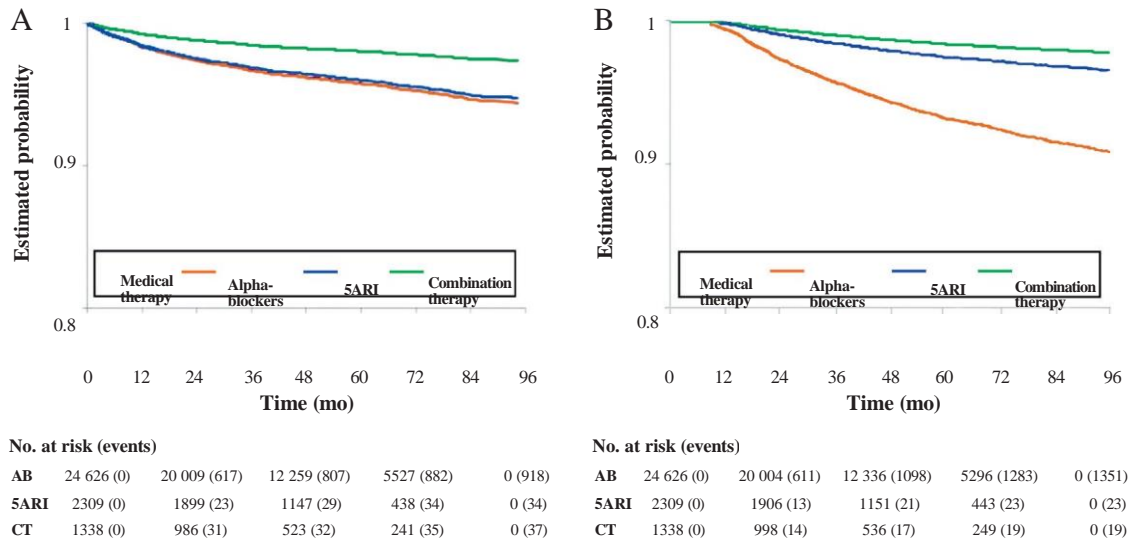 A
Estimated probability
1
0.9
0.8
Medical therapy
Alpha-blockers
5ARI
Combination therapy
0 12 24 36 48 60 72 84 96
Time (mo)
No. at risk (events)
AB 24 626 (0) 20 009 (617) 12 259 (807) 5527 (882) 0 (918)
5ARI 2309 (0) 1899 (23) 1147 (29) 438 (34) 0 (34)
CT 1338 (0) 986 (31) 523 (32) 241 (35) 0 (37)
B
Estimated probability
1
0.9
0.8
Medical therapy
Alpha-blockers
5ARI
Combination therapy
0 12 24 36 48 60 72 84 96
Time (mo)
No. at risk (events)
AB 24 626 (0) 20 004 (611) 12 336 (1098) 5296 (1283) 0 (1351)
5ARI 2309 (0) 1906 (13) 1151 (21) 443 (23) 0 (23)
CT 1338 (0) 998 (14) 536 (17) 249 (19) 0 (19)